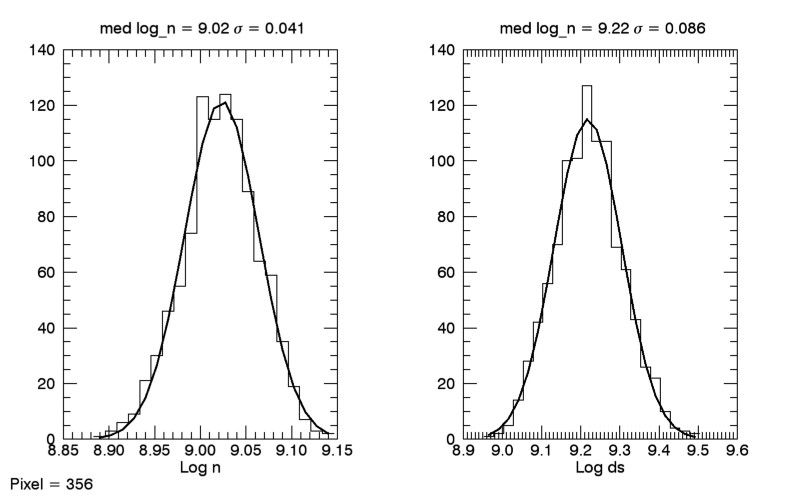 med log_n = 9.02 σ = 0.041
140
120
100
80
60
40
20
0
8.85 8.90 8.95 9.00 9.05 9.10 9.15
Log n
med log_n = 9.22 σ = 0.086
140
120
100
80
60
40
20
0
8.9 9.0 9.1 9.2 9.3 9.4 9.5 9.6
Log ds
Pixel = 356